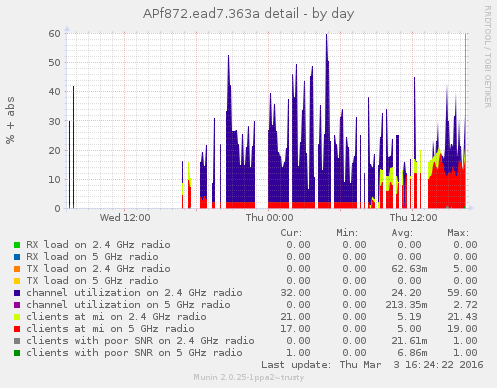 APf872.ead7.363a detail - by day
RRDTOOL / TOBI OETIKER
% + abs
60
50
40
30
20
10
0
Wed 12:00 Thu 00:00 Thu 12:00
Cur: Min: Avg: Max:
RX load on 2.4 GHz radio 0.00 0.00 0.00 0.00
RX load on 5 GHz radio 0.00 0.00 0.00 0.00
TX load on 2.4 GHz radio 0.00 0.00 62.63m 5.00
TX load on 5 GHz radio 0.00 0.00 0.00 0.00
channel utilization on 2.4 GHz radio 32.00 0.00 24.20 59.60
channel utilization on 5 GHz radio 0.00 0.00 213.35m 2.72
clients at mi on 2.4 GHz radio 21.00 0.00 5.19 21.43
clients at mi on 5 GHz radio 17.00 0.00 5.00 19.00
clients with poor SNR on 2.4 GHz radio 0.00 0.00 21.61m 1.00
clients with poor SNR on 5 GHz radio 1.00 0.00 6.86m 1.00
Last update: Thu Mar 3 16:24:22 2016
Munin 2.0.25-1ppa2~trusty